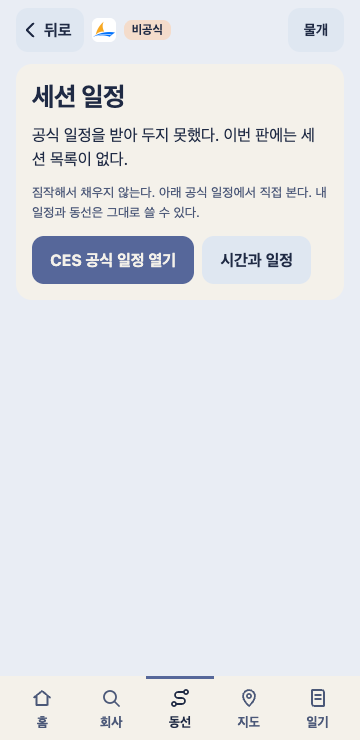 뒤로
비공식
물개
세션 일정
공식 일정을 받아 두지 못했다. 이번 판에는 세
션 목록이 없다.
짐작해서 채우지 않는다. 아래 공식 일정에서 직접 본다. 내
일정과 동선은 그대로 쓸 수 있다.
CES 공식 일정 열기
시간과 일정
홈
회사
동선
지도
일기